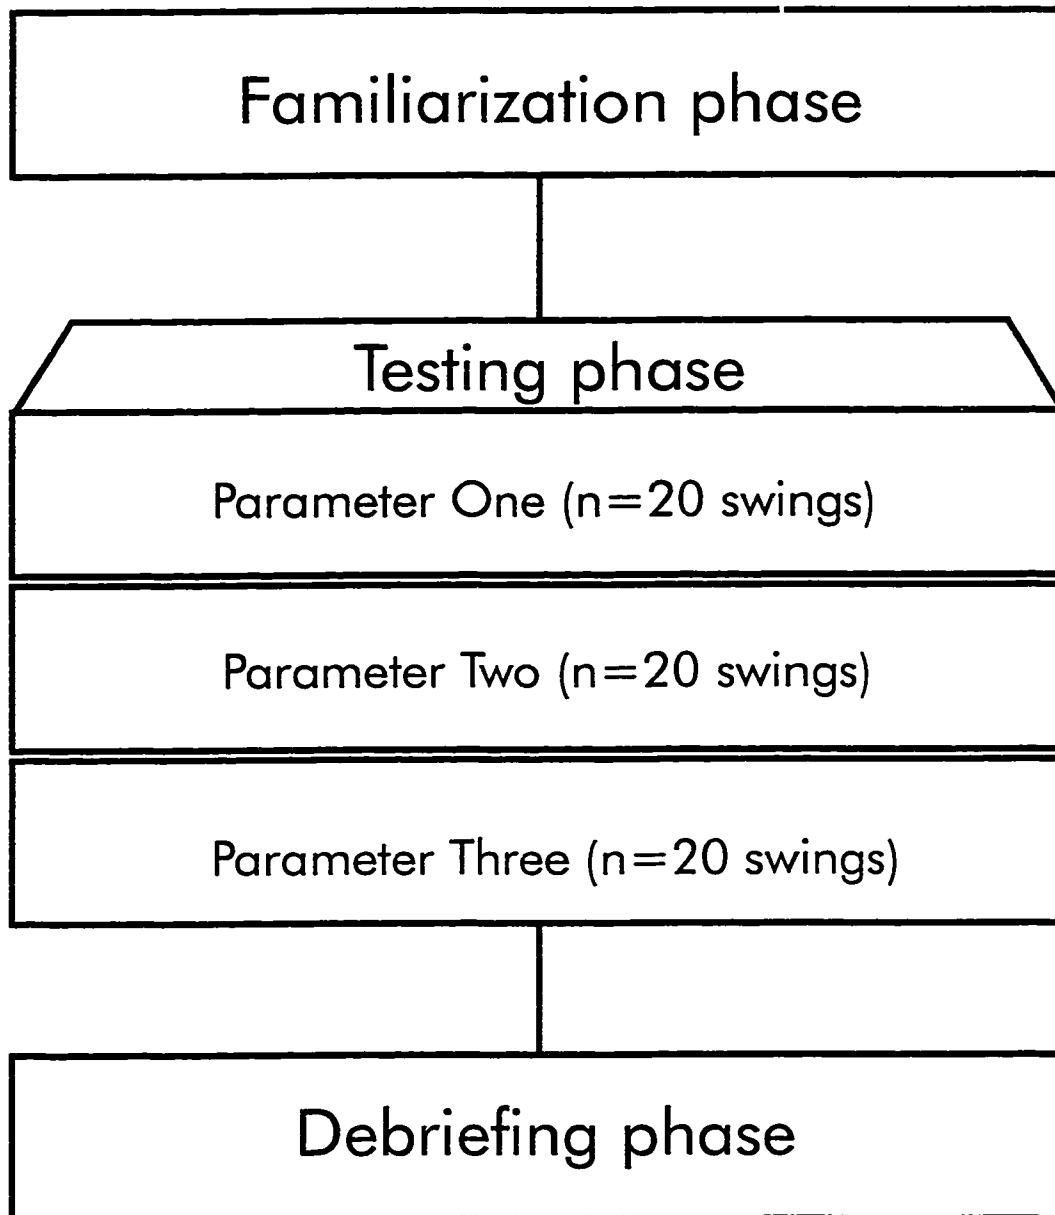 Familiarization phase
Testing phase
Parameter One (n=20 swings)
Parameter Two (n=20 swings)
Parameter Three (n=20 swings)
Debriefing phase